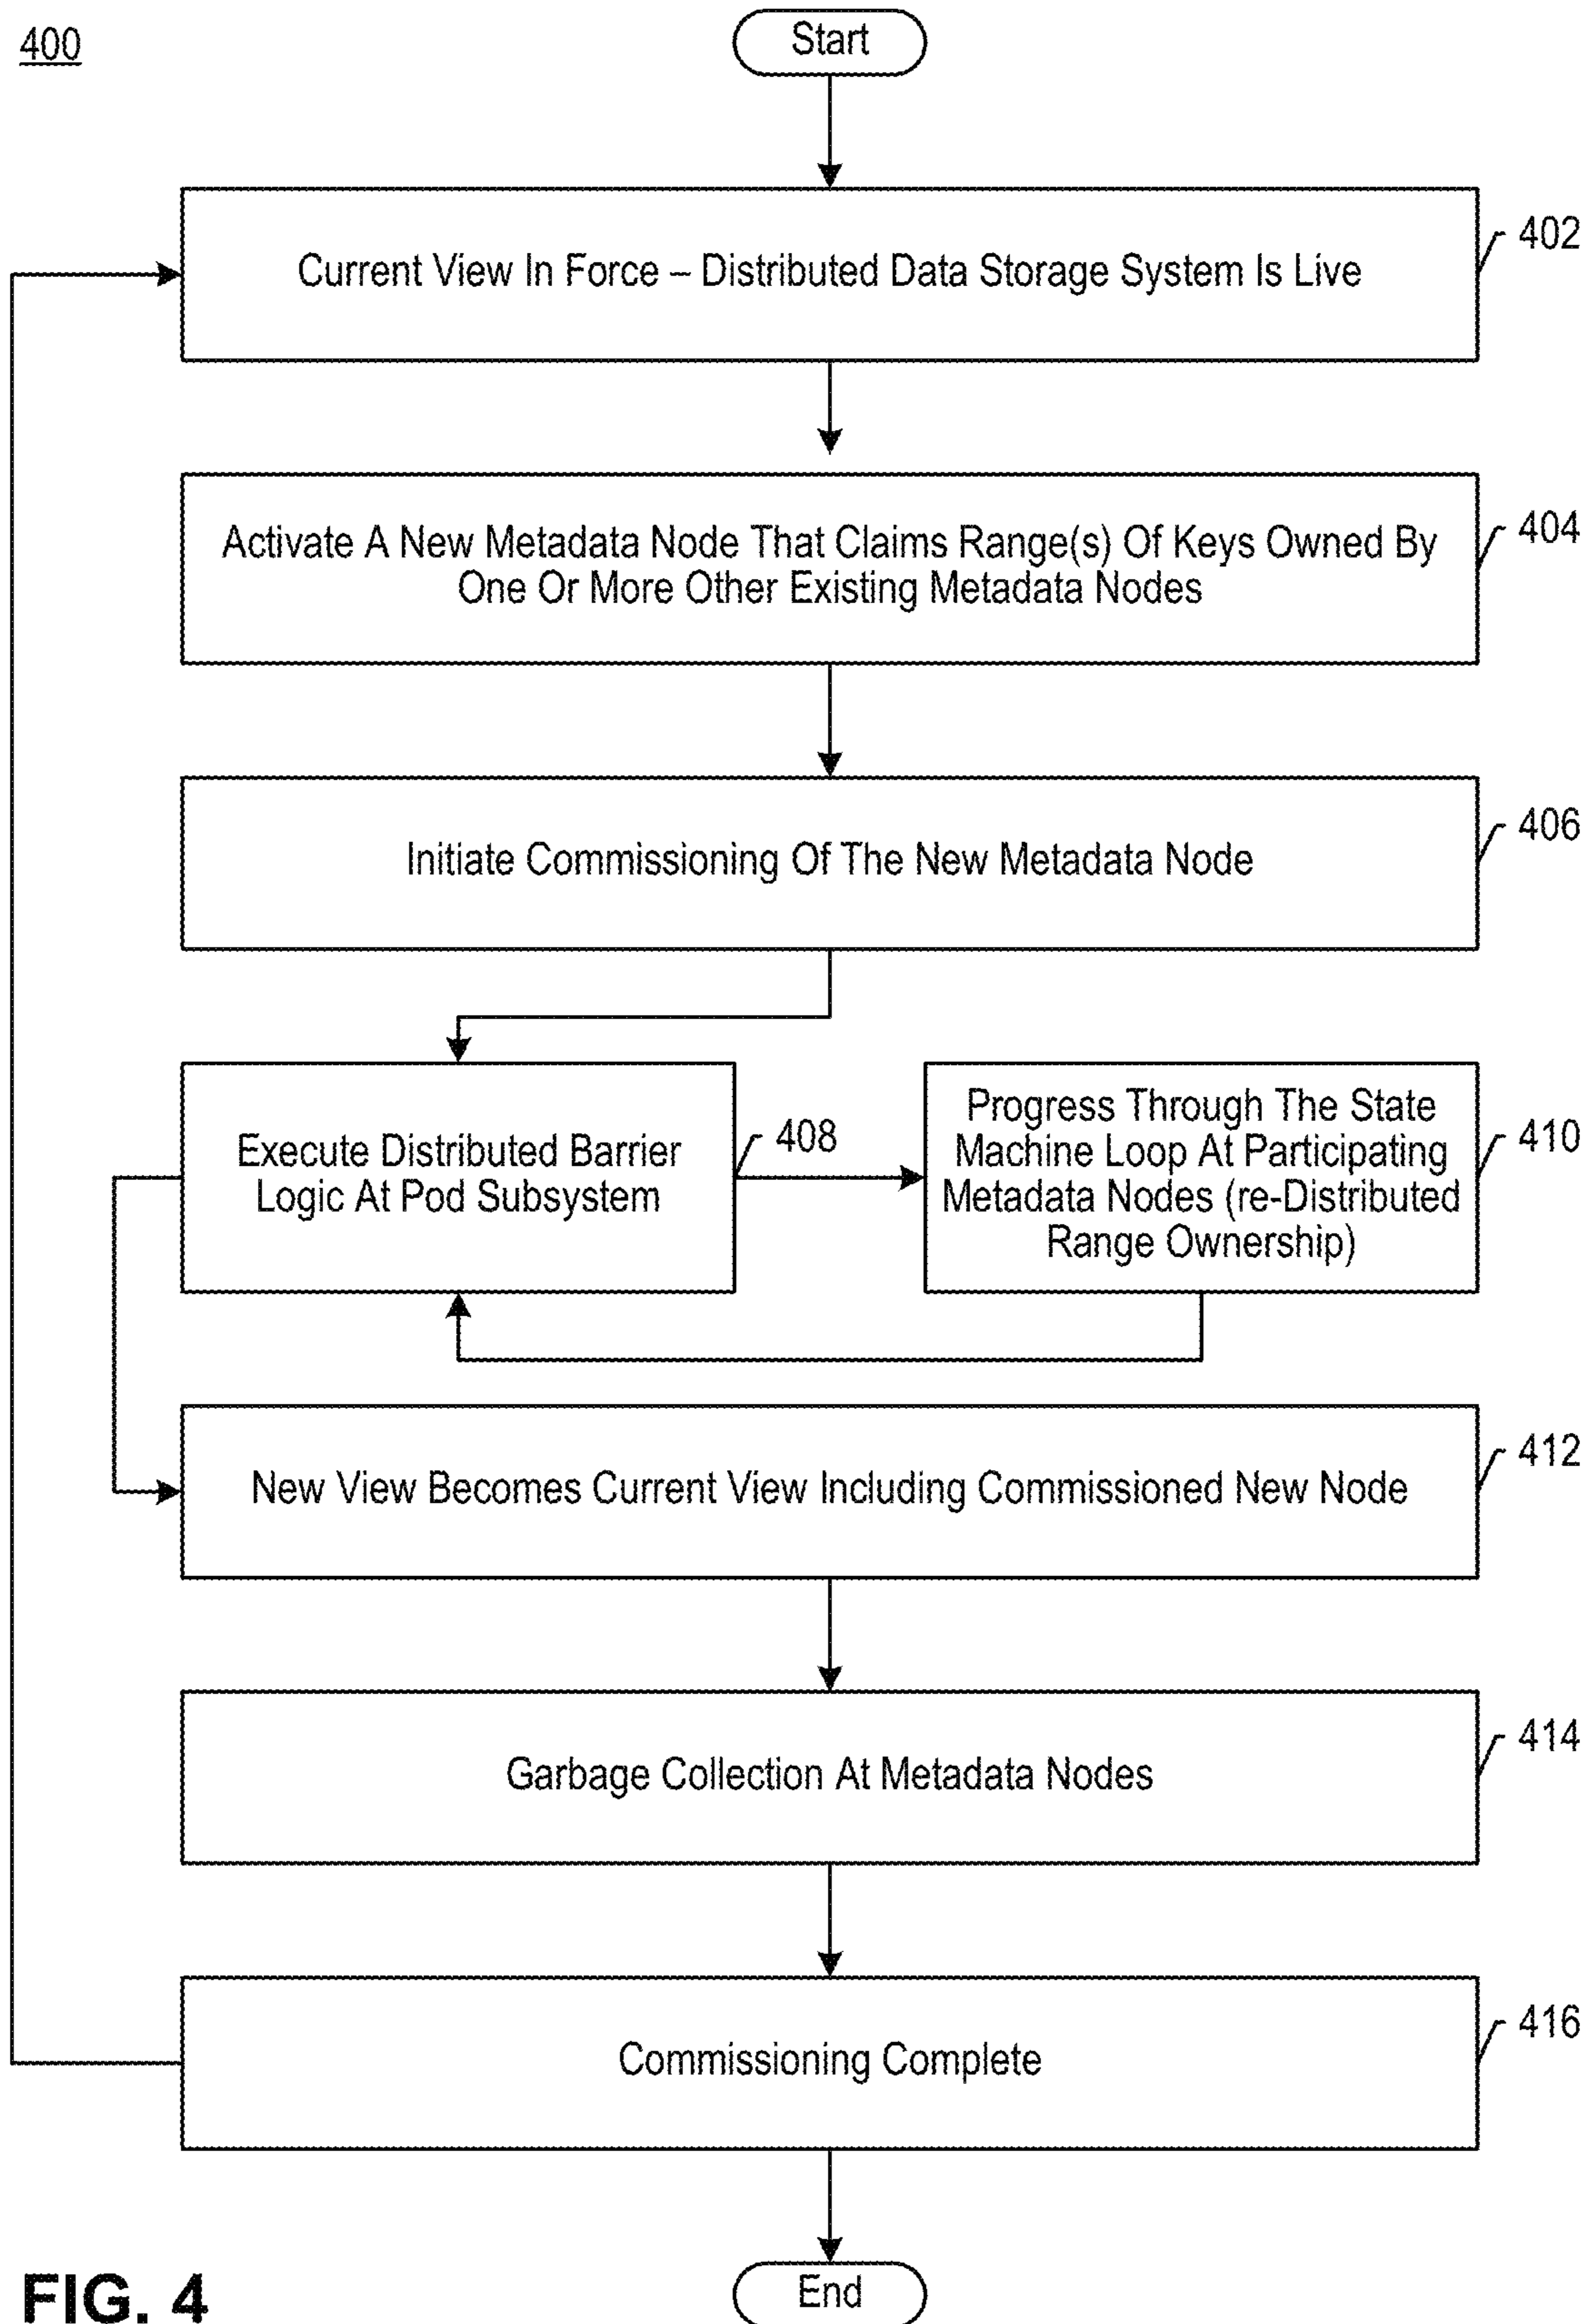 400
Start
Current View In Force – Distributed Data Storage System Is Live
402
Activate A New Metadata Node That Claims Range(s) Of Keys Owned By
One Or More Other Existing Metadata Nodes
404
Initiate Commissioning Of The New Metadata Node
406
Execute Distributed Barrier
Logic At Pod Subsystem
408
Progress Through The State
Machine Loop At Participating
Metadata Nodes (re-Distributed
Range Ownership)
410
New View Becomes Current View Including Commissioned New Node
412
Garbage Collection At Metadata Nodes
414
Commissioning Complete
416
End
FIG. 4